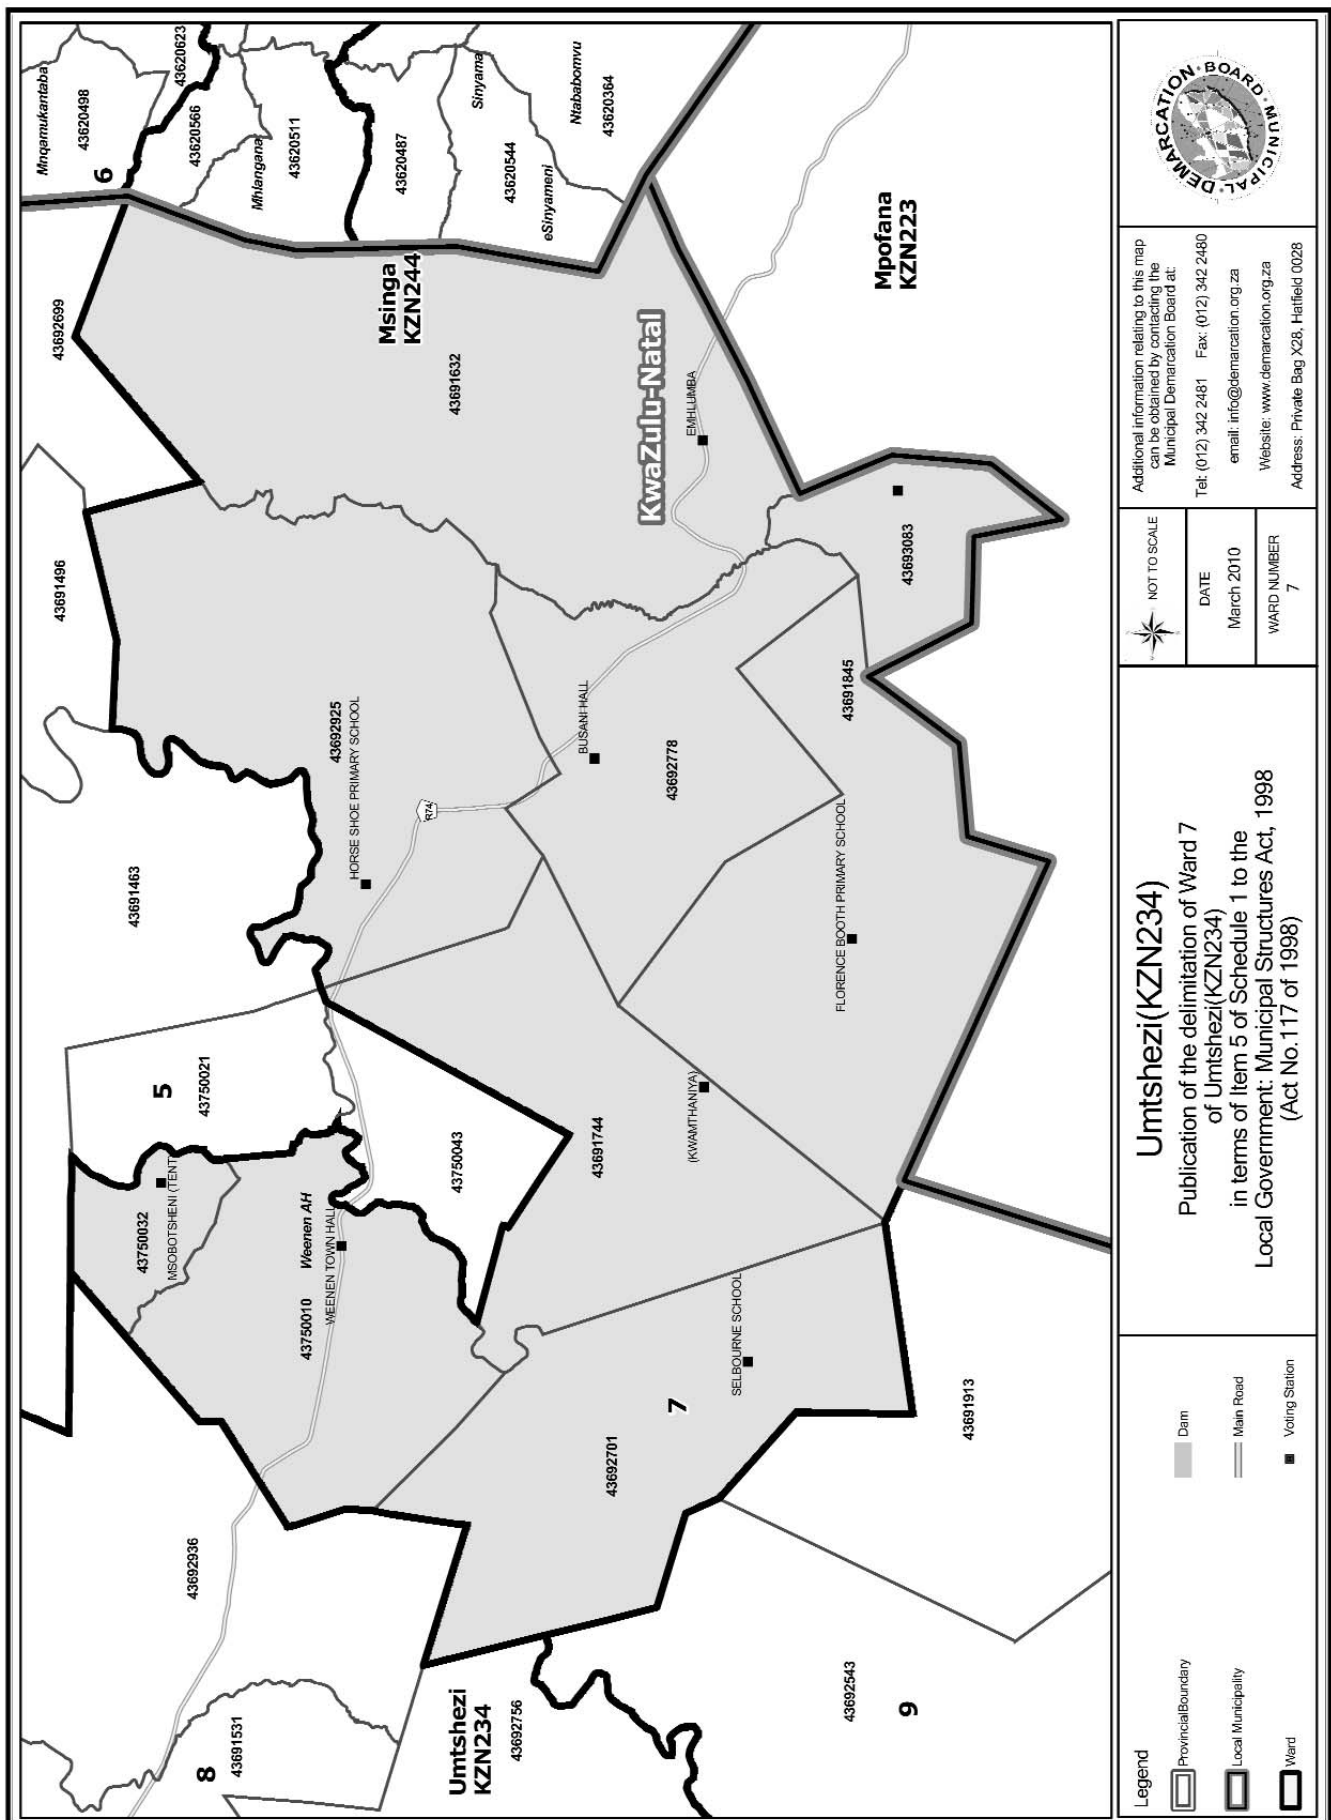 Mnqamukantaba
43620498
6
43620623
43620566
Mhlangana
43620511
43620487
Sinyama
43620544
eSinyameni
Ntababomvu
43620364
43692699
Msinga
KZN244
43691632
KwaZulu-Natal
EMHLUMBA
Mpofana
KZN223
43691496
43693083
43692925
HORSE SHOE PRIMARY SCHOOL
R74
BUSANI HALL
43692778
43691845
FLORENCE BOOTH PRIMARY SCHOOL
43691463
5
43750021
43750043
43691744
(KWAMTHANIYA)
43750032
MSOBOTSHENI (TENT
Weenen AH
43750010
WEENEN TOWN HALL
SELBOURNE SCHOOL
7
43692701
43691913
43692936
8
43691531
Umtshezi
KZN234
43692756
43692543
9
Legend
ProvincialBoundary
Local Municipality
Ward
Dam
Main Road
Voting Station
Umtshezi(KZN234)
Publication of the delimitation of Ward 7
of Umtshezi(KZN234)
in terms of Item 5 of Schedule 1 to the
Local Government: Municipal Structures Act, 1998
(Act No.117 of 1998)
NOT TO SCALE
DATE
March 2010
WARD NUMBER
7
Additional information relating to this map
can be obtained by contacting the
Municipal Demarcation Board at:
Tel: (012) 342 2481 Fax: (012) 342 2480
email: info@demarcation.org.za
Website: www.demarcation.org.za
Address: Private Bag X28, Hatfield 0028
MUNICIPAL DEMARCATION BOARD